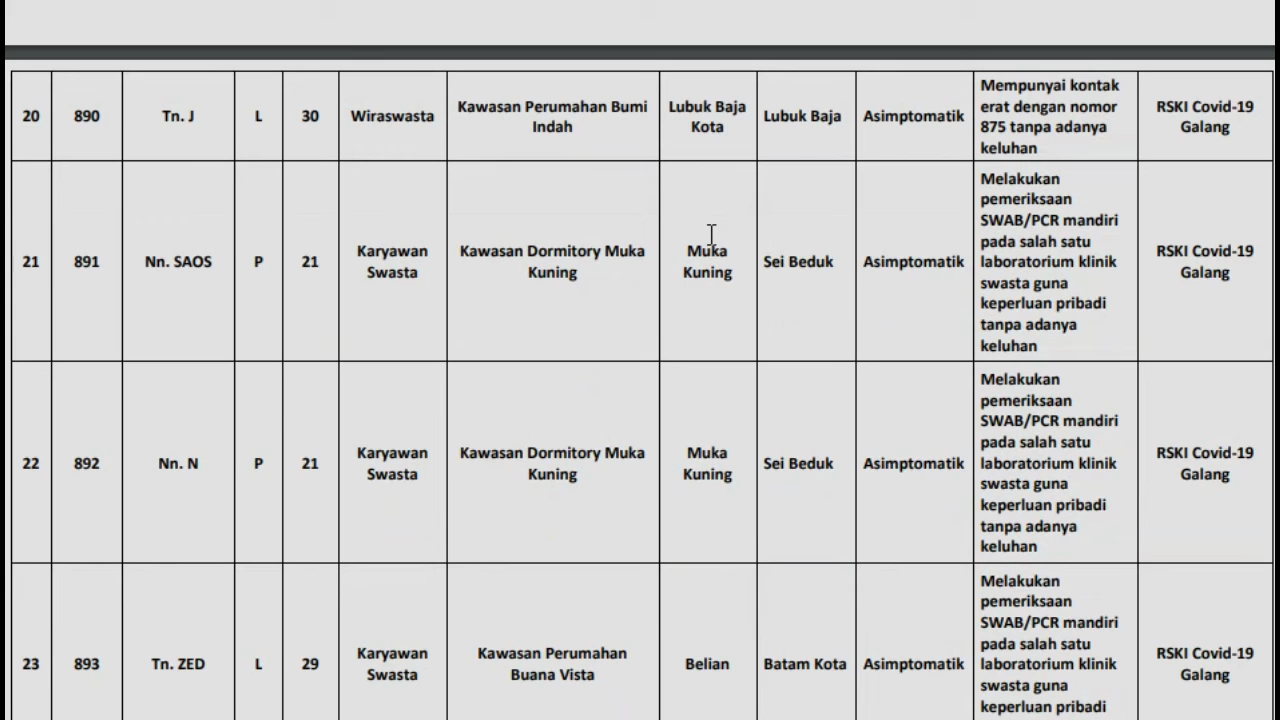 20 890 Tn. J L 30 Wiraswasta Kawasan Perumahan Bumi Indah Lubuk Baja Kota Lubuk Baja Asimptomatik Mempunyai kontak erat dengan nomor 875 tanpa adanya keluhan RSKI Covid-19 Galang
21 891 Nn. SAOS P 21 Karyawan Swasta Kawasan Dormitory Muka Kuning Muka Kuning Sei Beduk Asimptomatik Melakukan pemeriksaan SWAB/PCR mandiri pada salah satu laboratorium klinik swasta guna keperluan pribadi tanpa adanya keluhan RSKI Covid-19 Galang
22 892 Nn. N P 21 Karyawan Swasta Kawasan Dormitory Muka Kuning Muka Kuning Sei Beduk Asimptomatik Melakukan pemeriksaan SWAB/PCR mandiri pada salah satu laboratorium klinik swasta guna keperluan pribadi tanpa adanya keluhan RSKI Covid-19 Galang
23 893 Tn. ZED L 29 Karyawan Swasta Kawasan Perumahan Buana Vista Belian Batam Kota Asimptomatik Melakukan pemeriksaan SWAB/PCR mandiri pada salah satu laboratorium klinik swasta guna keperluan pribadi RSKI Covid-19 Galang